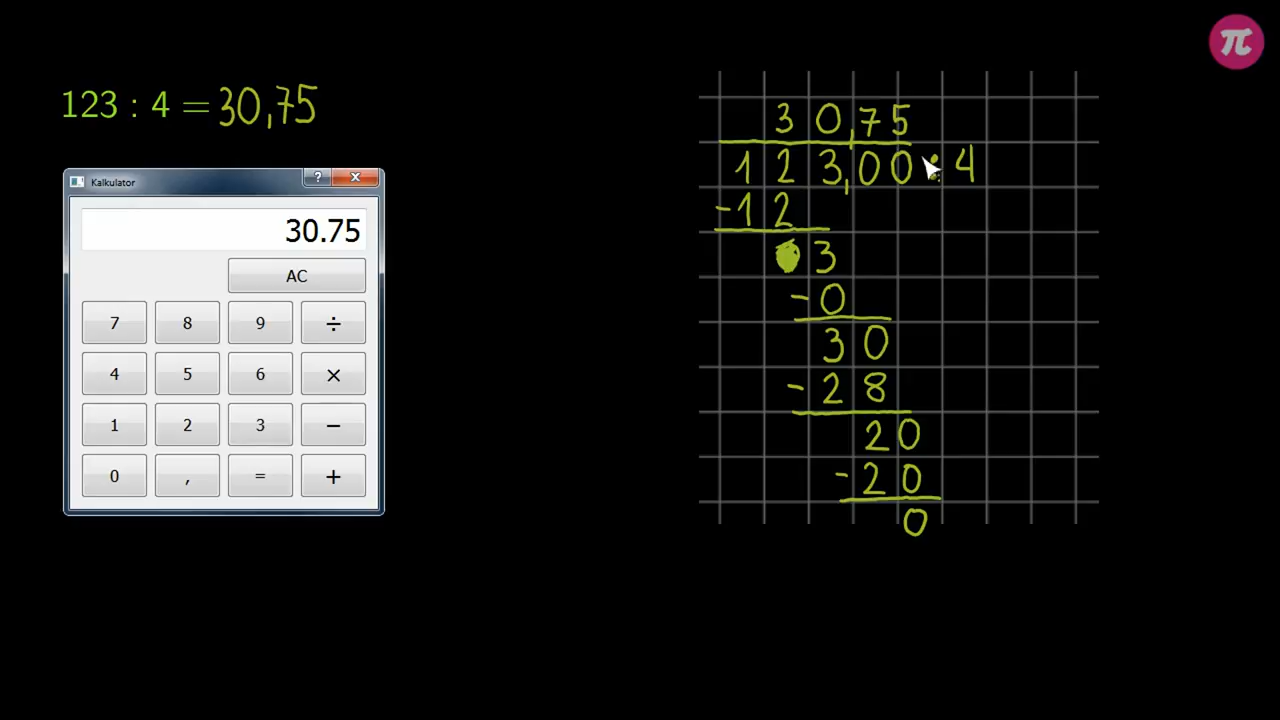 π
123 : 4 = 30,75
Kalkulator
?
X
30.75
AC
7 8 9 ÷
4 5 6 ×
1 2 3 −
0 , = +
30,75
123,00 : 4
-12
3
-0
30
-28
20
-20
0